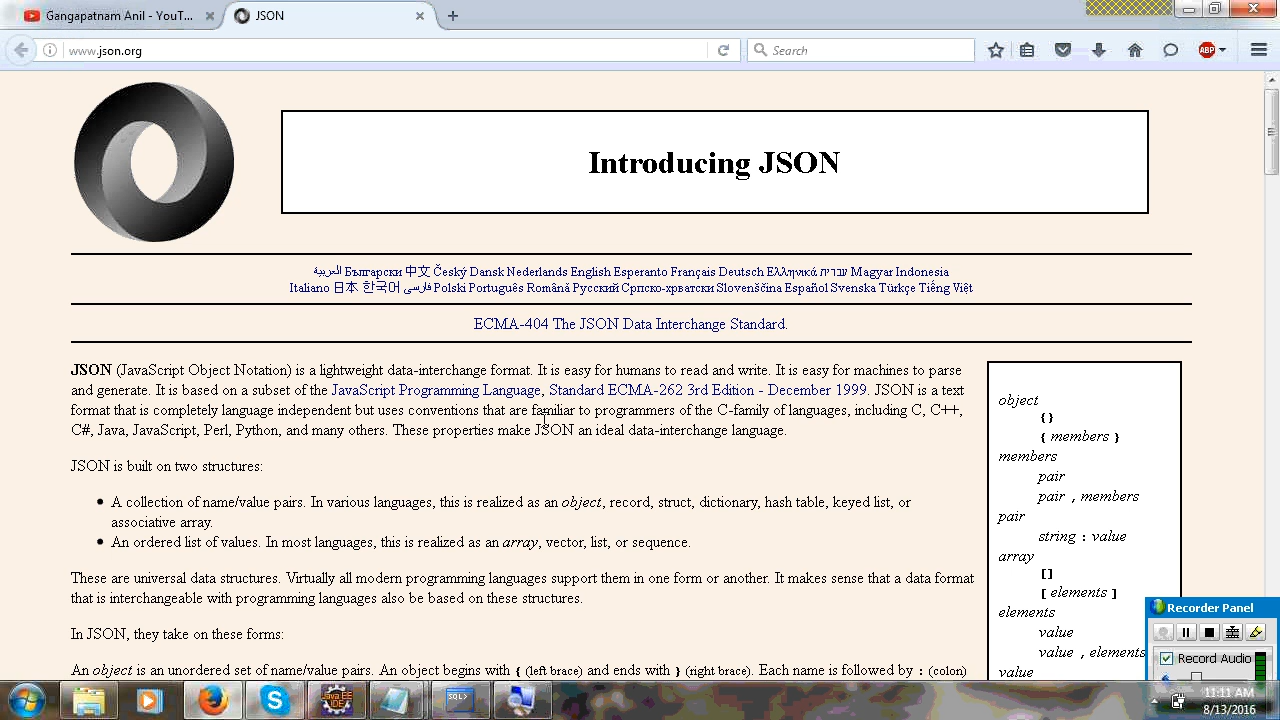 Gangapatnam Anil - YouT...
JSON
www.json.org
Search
ABP
Introducing JSON
العربية Български 中文 Český Dansk Nederlands English Esperanto Français Deutsch Ελληνικά עברית Magyar Indonesia
Italiano 日本 한국어 فارسی Polski Português Română Русский Српско-хрватски Slovenščina Español Svenska Türkçe Tiếng Việt
ECMA-404 The JSON Data Interchange Standard.
JSON (JavaScript Object Notation) is a lightweight data-interchange format. It is easy for humans to read and write. It is easy for machines to parse
and generate. It is based on a subset of the JavaScript Programming Language, Standard ECMA-262 3rd Edition - December 1999. JSON is a text
format that is completely language independent but uses conventions that are familiar to programmers of the C-family of languages, including C, C++,
C#, Java, JavaScript, Perl, Python, and many others. These properties make JSON an ideal data-interchange language.
JSON is built on two structures:
• A collection of name/value pairs. In various languages, this is realized as an object, record, struct, dictionary, hash table, keyed list, or
associative array.
• An ordered list of values. In most languages, this is realized as an array, vector, list, or sequence.
These are universal data structures. Virtually all modern programming languages support them in one form or another. It makes sense that a data format
that is interchangeable with programming languages also be based on these structures.
In JSON, they take on these forms:
An object is an unordered set of name/value pairs. An object begins with { (left brace) and ends with } (right brace). Each name is followed by : (colon)
object
{}
{ members }
members
pair
pair , members
pair
string : value
array
[]
[ elements ]
elements
value
value , elements
value
Recorder Panel
Record Audio
Java EE
IDE
SQL>
11:11 AM
8/13/2016